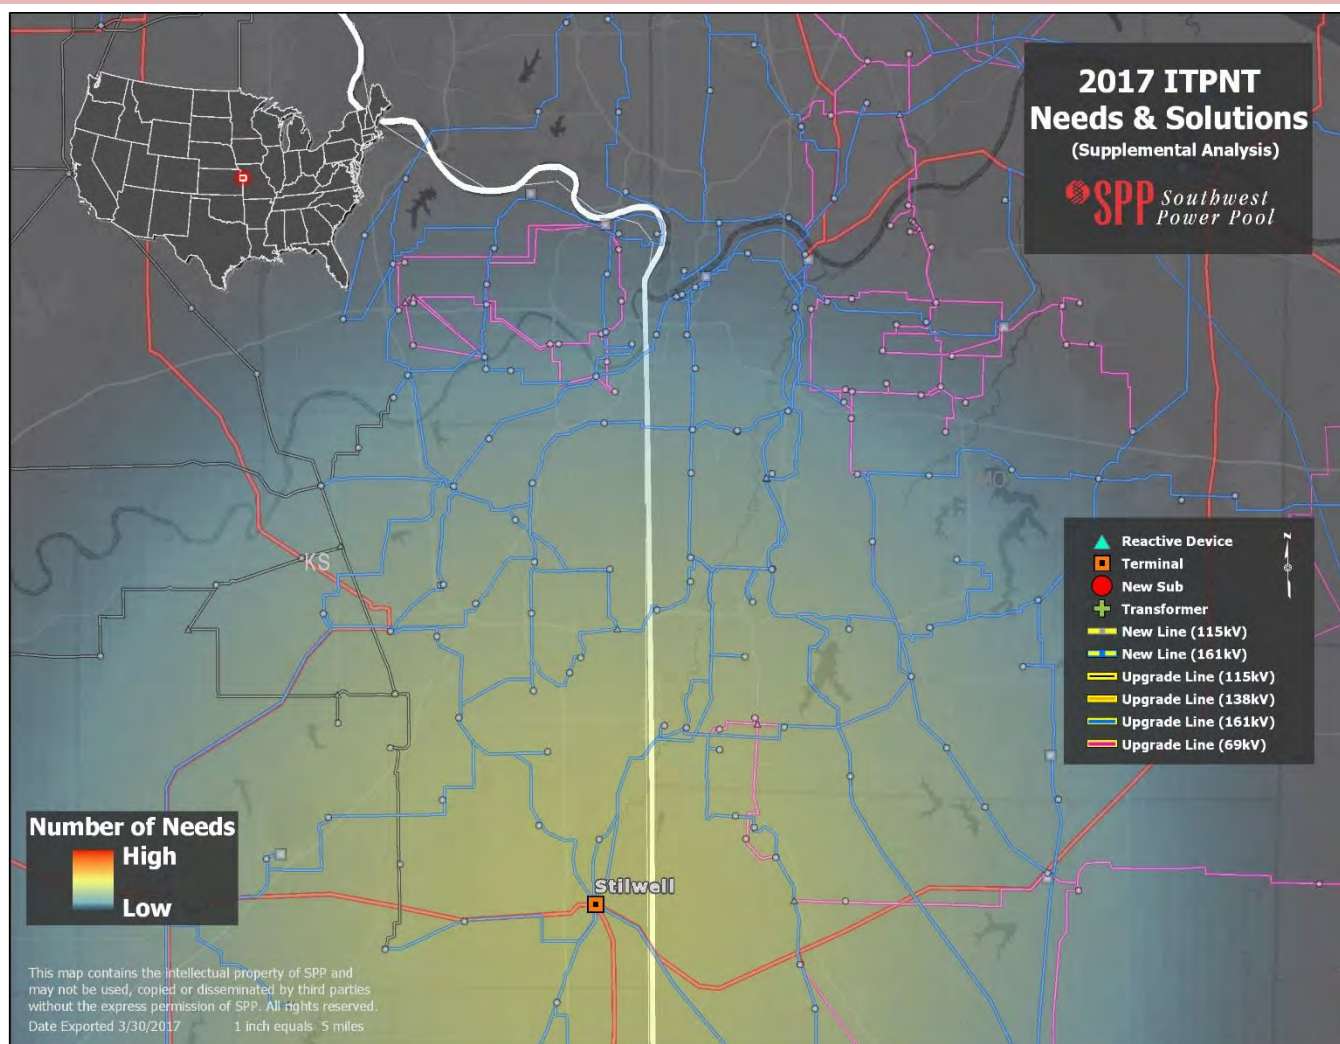 2017 ITPNT
Needs & Solutions
(Supplemental Analysis)
SPP Southwest
Power Pool
MO
KS
Reactive Device
N
Terminal
New Sub
Transformer
New Line (115kV)
New Line (161kV)
Upgrade Line (115kV)
Upgrade Line (138kV)
Upgrade Line (161kV)
Upgrade Line (69kV)
Number of Needs
High
Low
Stilwell
This map contains the intellectual property of SPP and
may not be used, copied or disseminated by third parties
without the express permission of SPP. All rights reserved.
Date Exported 3/30/2017 1 inch equals 5 miles